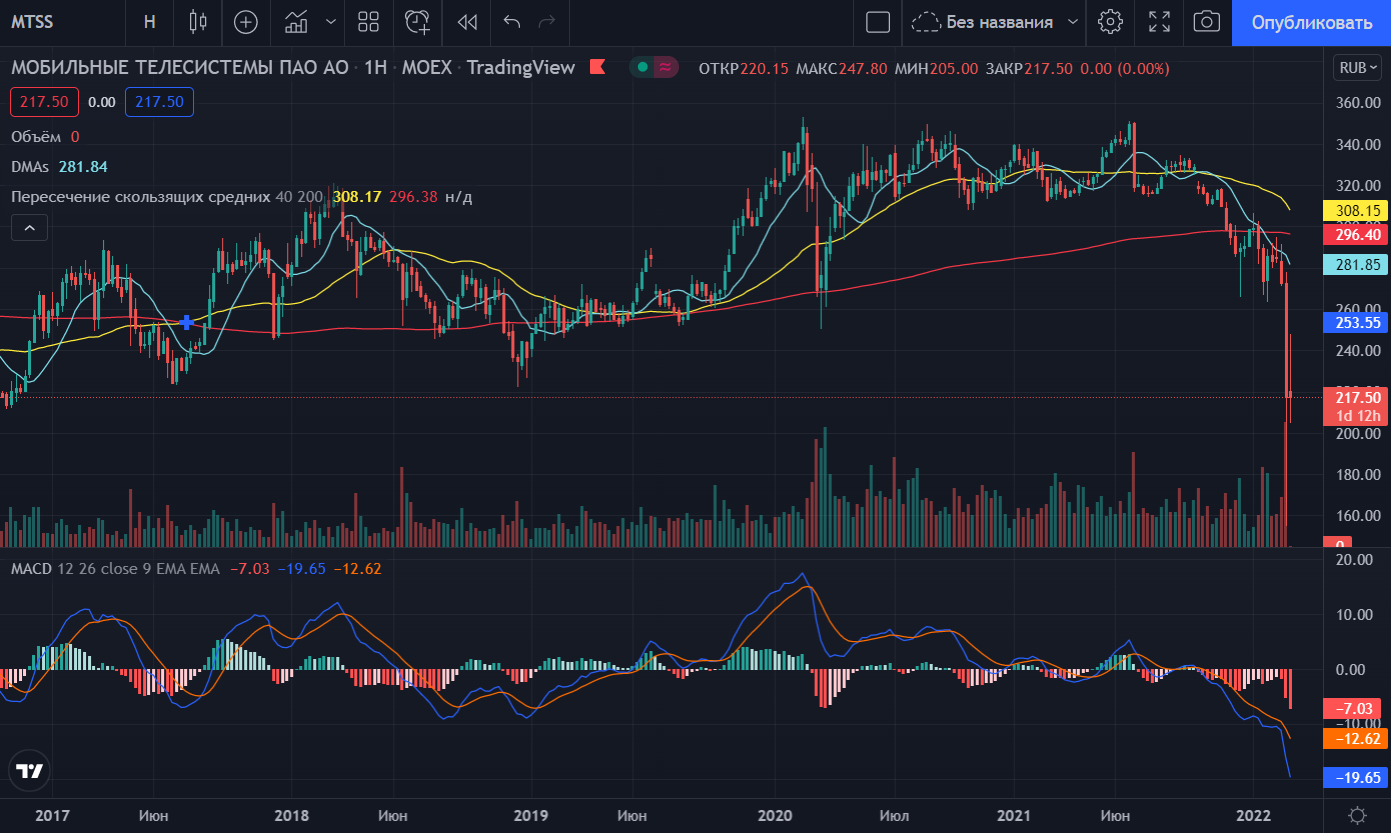 MTSS Н Без названия Опубликовать
МОБИЛЬНЫЕ ТЕЛЕСИСТЕМЫ ПАО АО · 1Н · MOEX · TradingView ОТКР220.15 МАКС247.80 МИН205.00 ЗАКР217.50 0.00 (0.00%) RUB
217.50 0.00 217.50
Объём 0
DMAs 281.84
Пересечение скользящих средних 40 200 308.17 296.38 н/д
360.00
340.00
320.00
308.15
296.40
281.85
260.00
253.55
240.00
217.50
1d 12h
200.00
180.00
160.00
0
MACD 12 26 close 9 EMA EMA −7.03 −19.65 −12.62
20.00
10.00
0.00
−7.03
−10.00
−12.62
−19.65
2017 Июн 2018 Июн 2019 Июн 2020 Июл 2021 Июн 2022